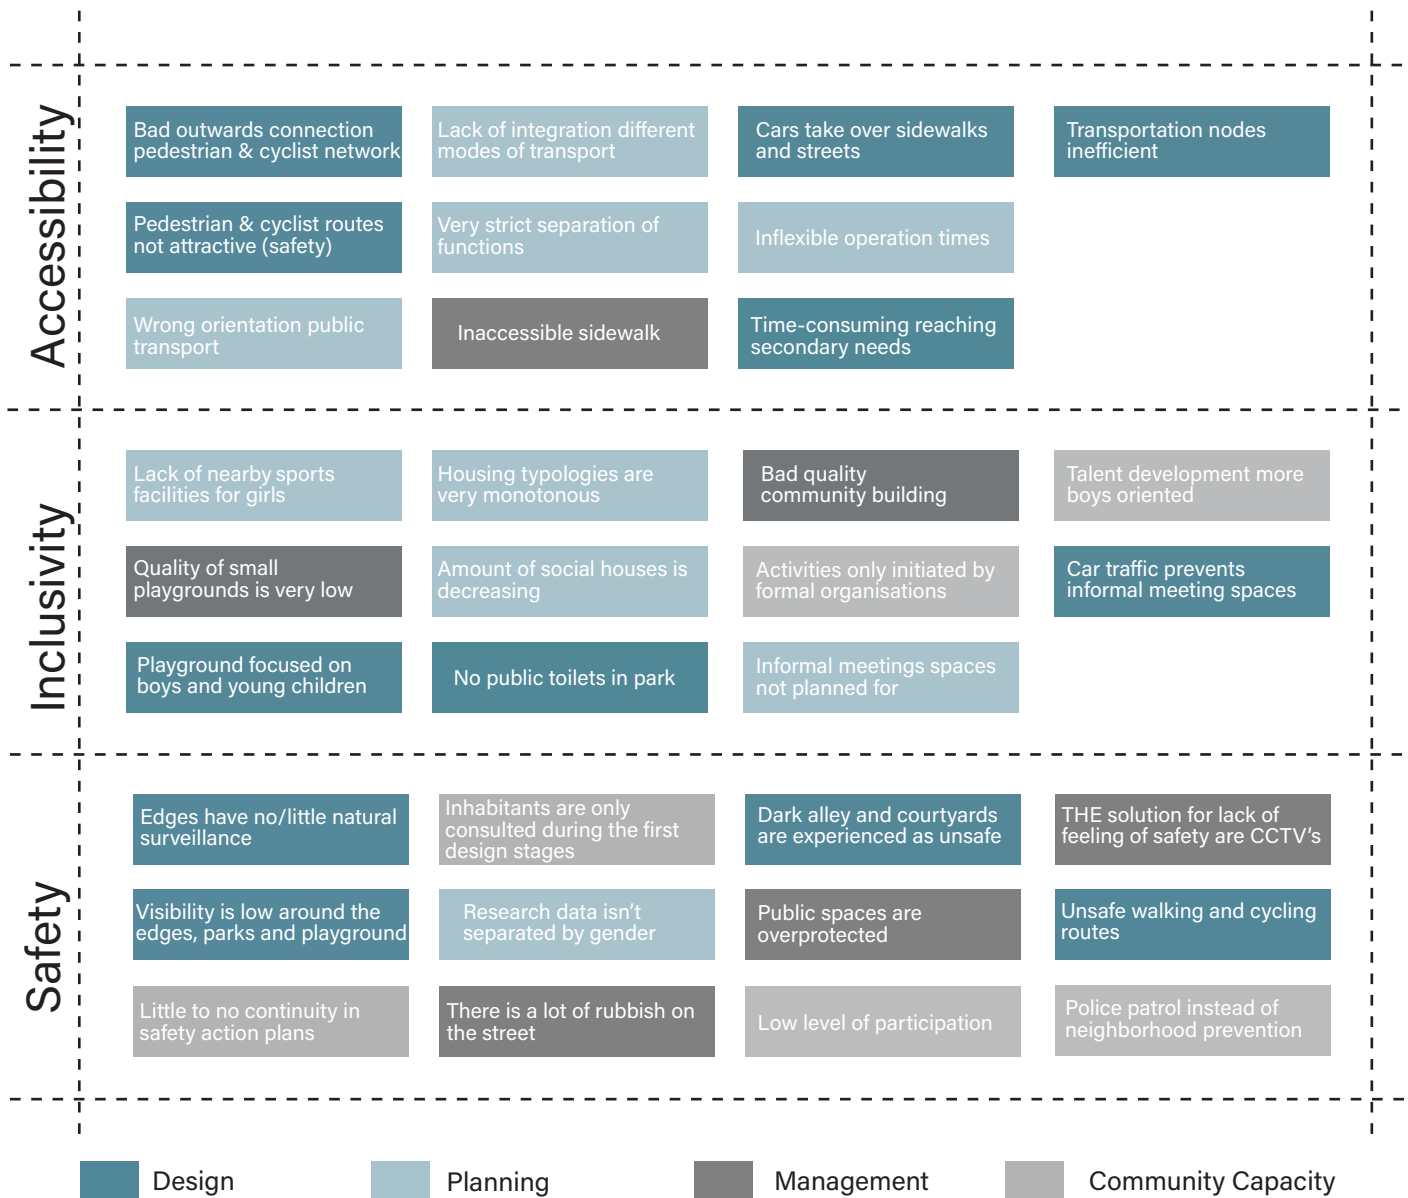 Accessibility
Bad outwards connection
pedestrian & cyclist network
Lack of integration different
modes of transport
Cars take over sidewalks
and streets
Transportation nodes
inefficient
Pedestrian & cyclist routes
not attractive (safety)
Very strict separation of
functions
Inflexible operation times
Wrong orientation public
transport
Inaccessible sidewalk
Time-consuming reaching
secondary needs
Inclusivity
Lack of nearby sports
facilities for girls
Housing typologies are
very monotonous
Bad quality
community building
Talent development more
boys oriented
Quality of small
playgrounds is very low
Amount of social houses is
decreasing
Activities only initiated by
formal organisations
Car traffic prevents
informal meeting spaces
Playground focused on
boys and young children
No public toilets in park
Informal meetings spaces
not planned for
Safety
Edges have no/little natural
surveillance
Inhabitants are only
consulted during the first
design stages
Dark alley and courtyards
are experienced as unsafe
THE solution for lack of
feeling of safety are CCTV's
Visibility is low around the
edges, parks and playground
Research data isn't
separated by gender
Public spaces are
overprotected
Unsafe walking and cycling
routes
Little to no continuity in
safety action plans
There is a lot of rubbish on
the street
Low level of participation
Police patrol instead of
neighborhood prevention
Design
Planning
Management
Community Capacity